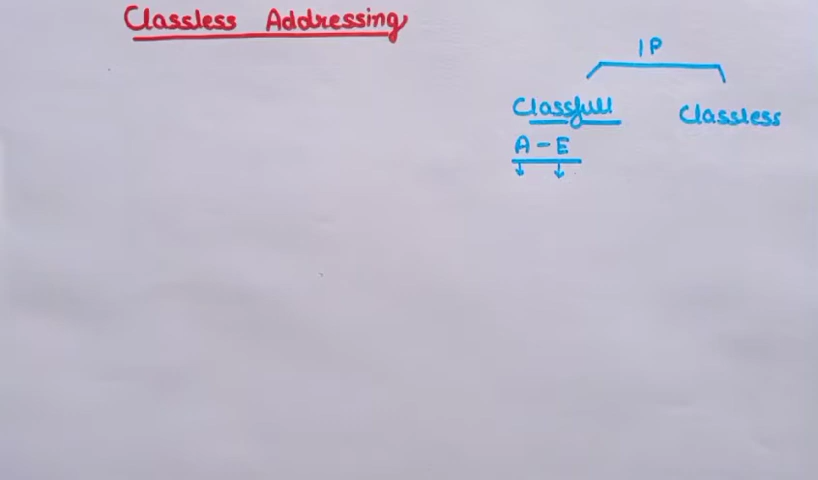 Classless Addressing
IP
Classfull
Classless
A - E